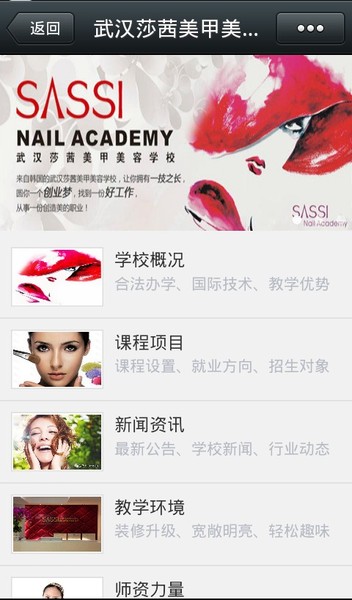 返回
武汉莎茜美甲美...
SASSI
NAIL ACADEMY
武汉莎茜美甲美容学校
来自韩国的武汉莎茜美甲美容学校，让你拥有一技之长，
圆你一个创业梦，找到一份好工作，
从事一份创造美的职业！
SASSI
Nail Academy
学校概况
合法办学、国际技术、教学优势
课程项目
课程设置、就业方向、招生对象
新闻资讯
最新公告、学校新闻、行业动态
教学环境
装修升级、宽敞明亮、轻松趣味
师资力量